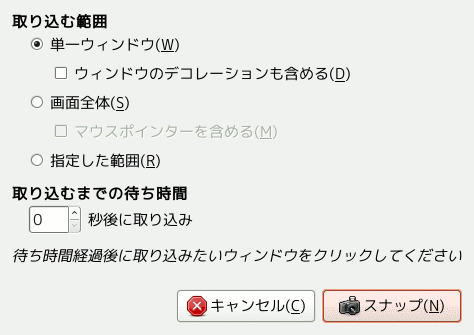 取り込む範囲
単一ウィンドウ(W)
ウィンドウのデコレーションも含める(D)
画面全体(S)
マウスポインターを含める(M)
指定した範囲(R)
取り込むまでの待ち時間
0 秒後に取り込み
待ち時間経過後に取り込みたいウィンドウをクリックしてください
キャンセル(C) スナップ(N)